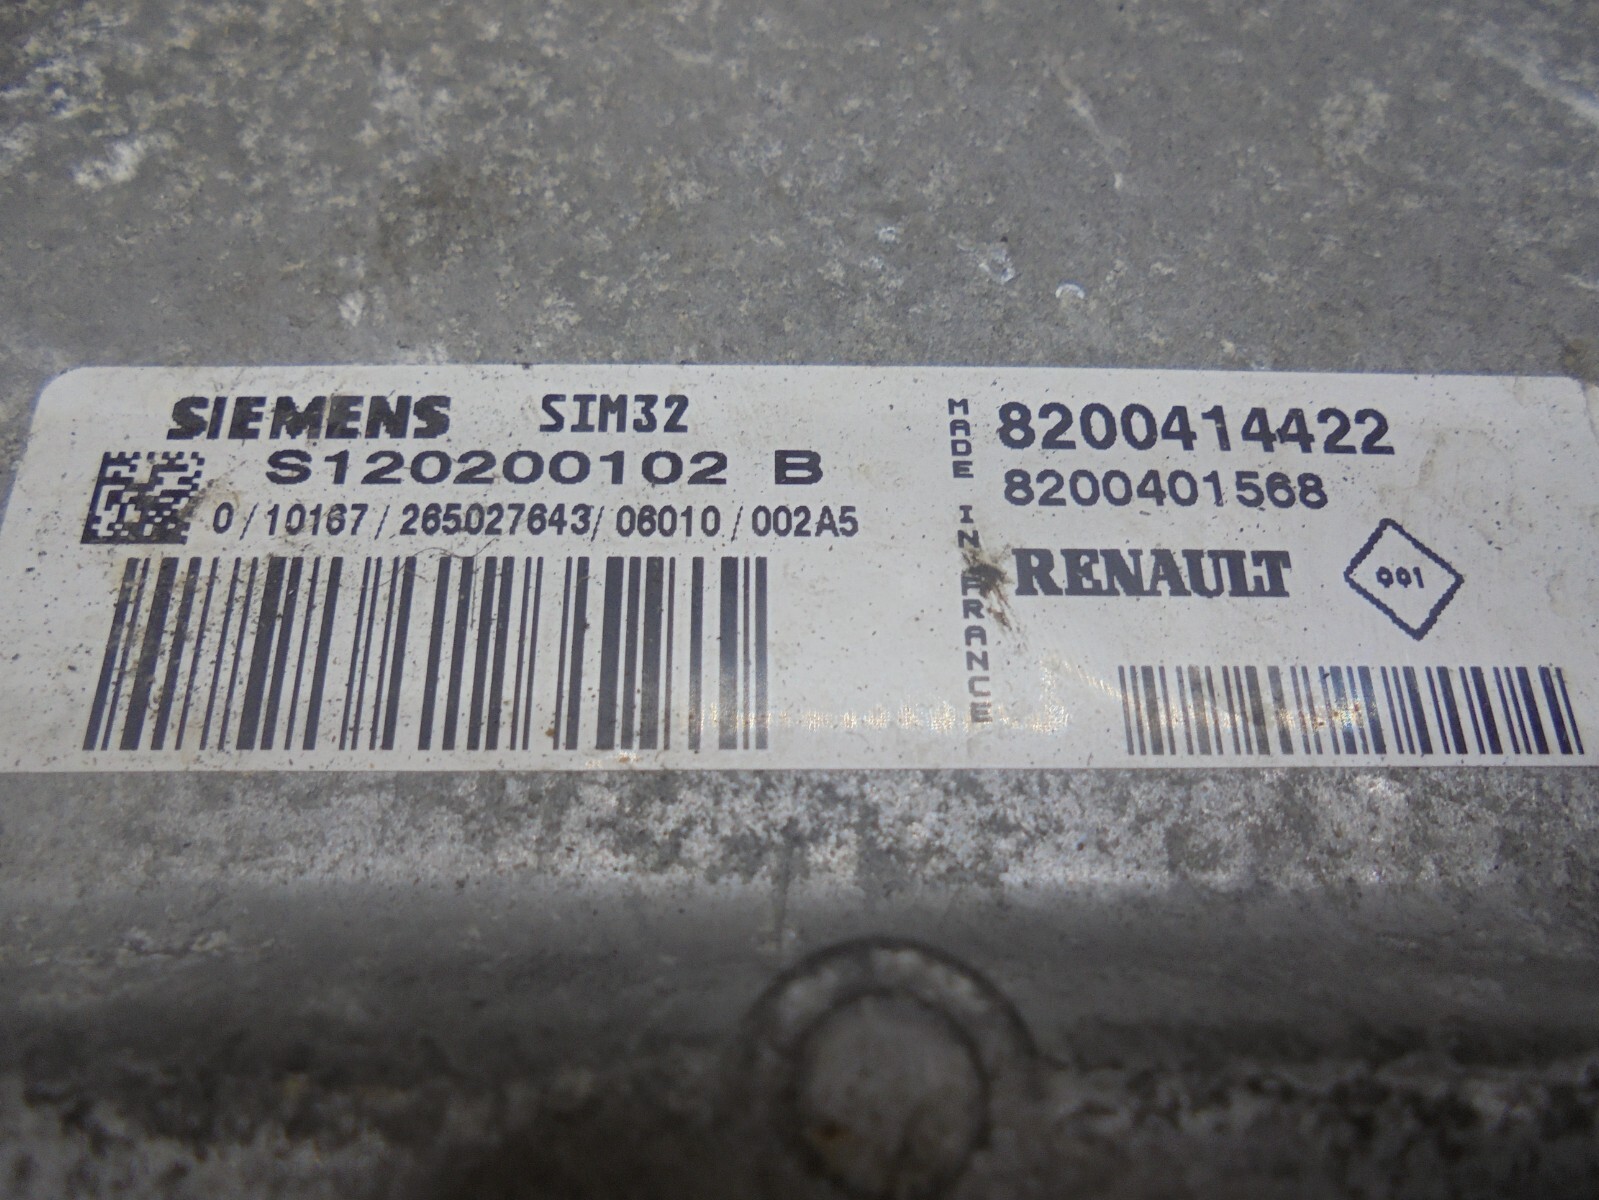 SIEMENS SIM32
S120200102 B
0/10167/265027643/06010/002A5
MADE IN FRANCE
8200414422
8200401568
RENAULT
001